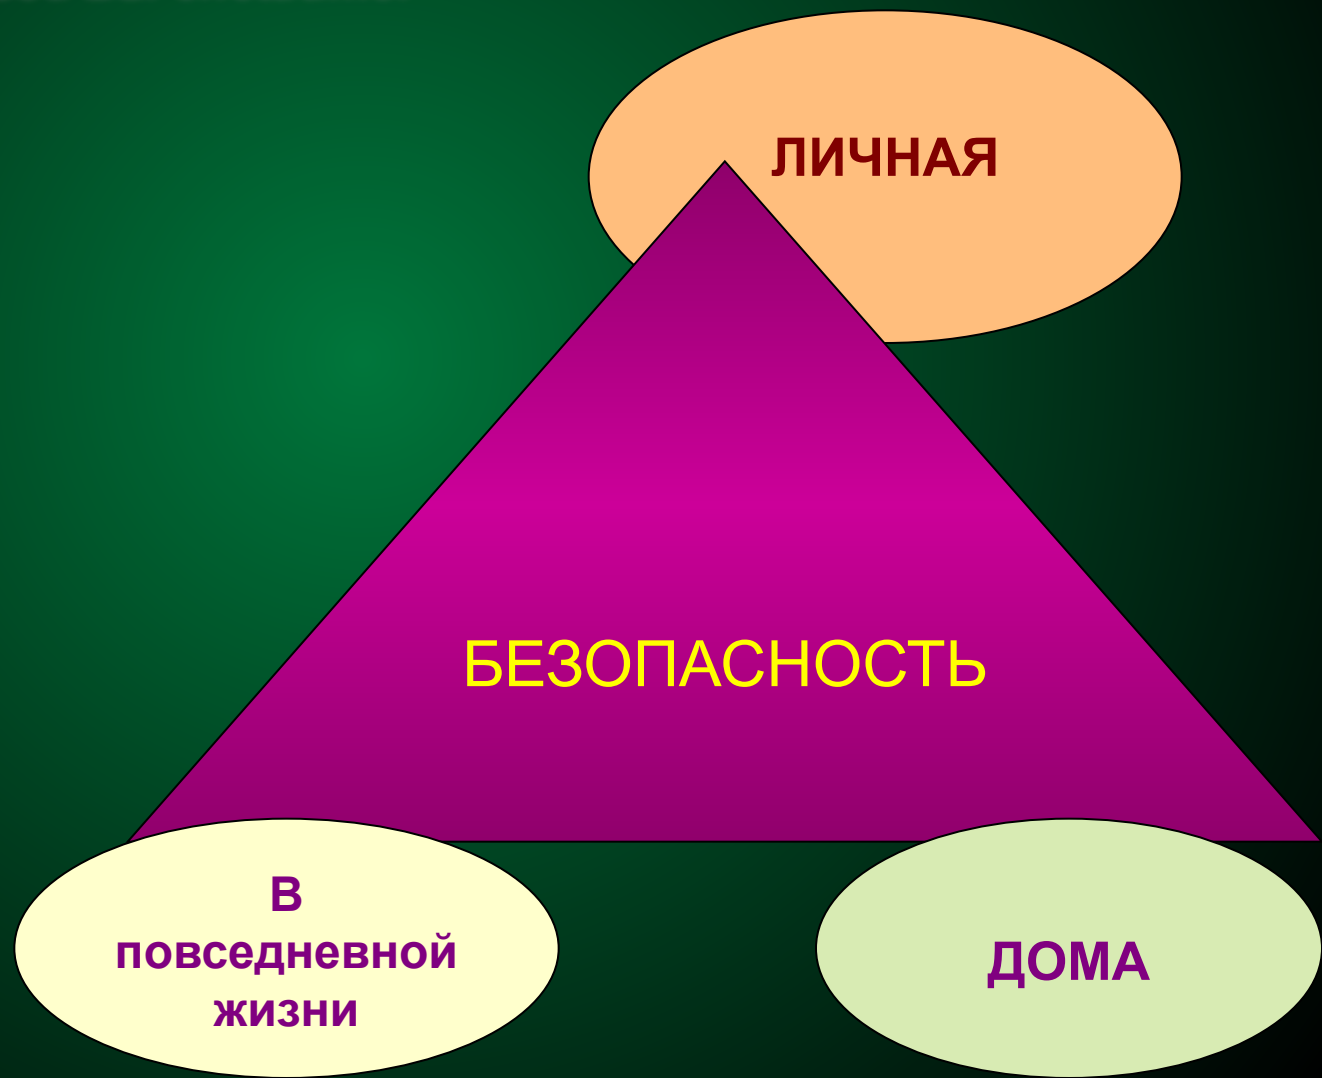 ЛИЧНАЯ
БЕЗОПАСНОСТЬ
В
повседневной
жизни
ДОМА